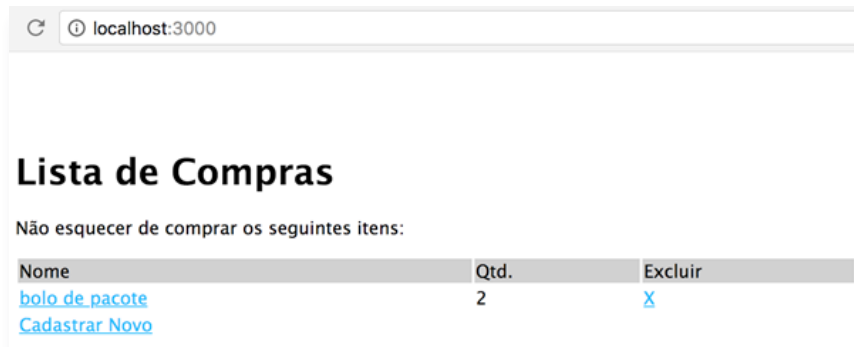 localhost:3000
Lista de Compras
Não esquecer de comprar os seguintes itens:
Nome Qtd. Excluir
bolo de pacote 2 X
Cadastrar Novo